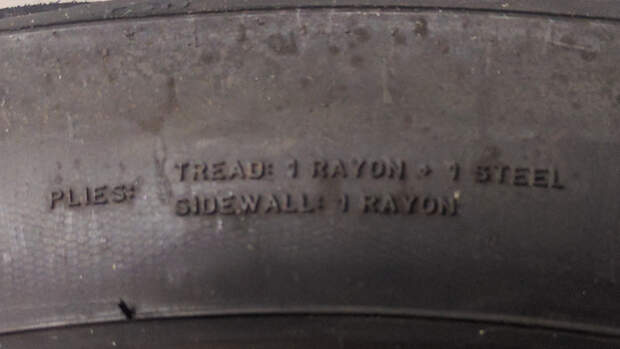 PLIES:
TREAD: 1 RAYON + 1 STEEL
SIDEWALL: 1 RAYON